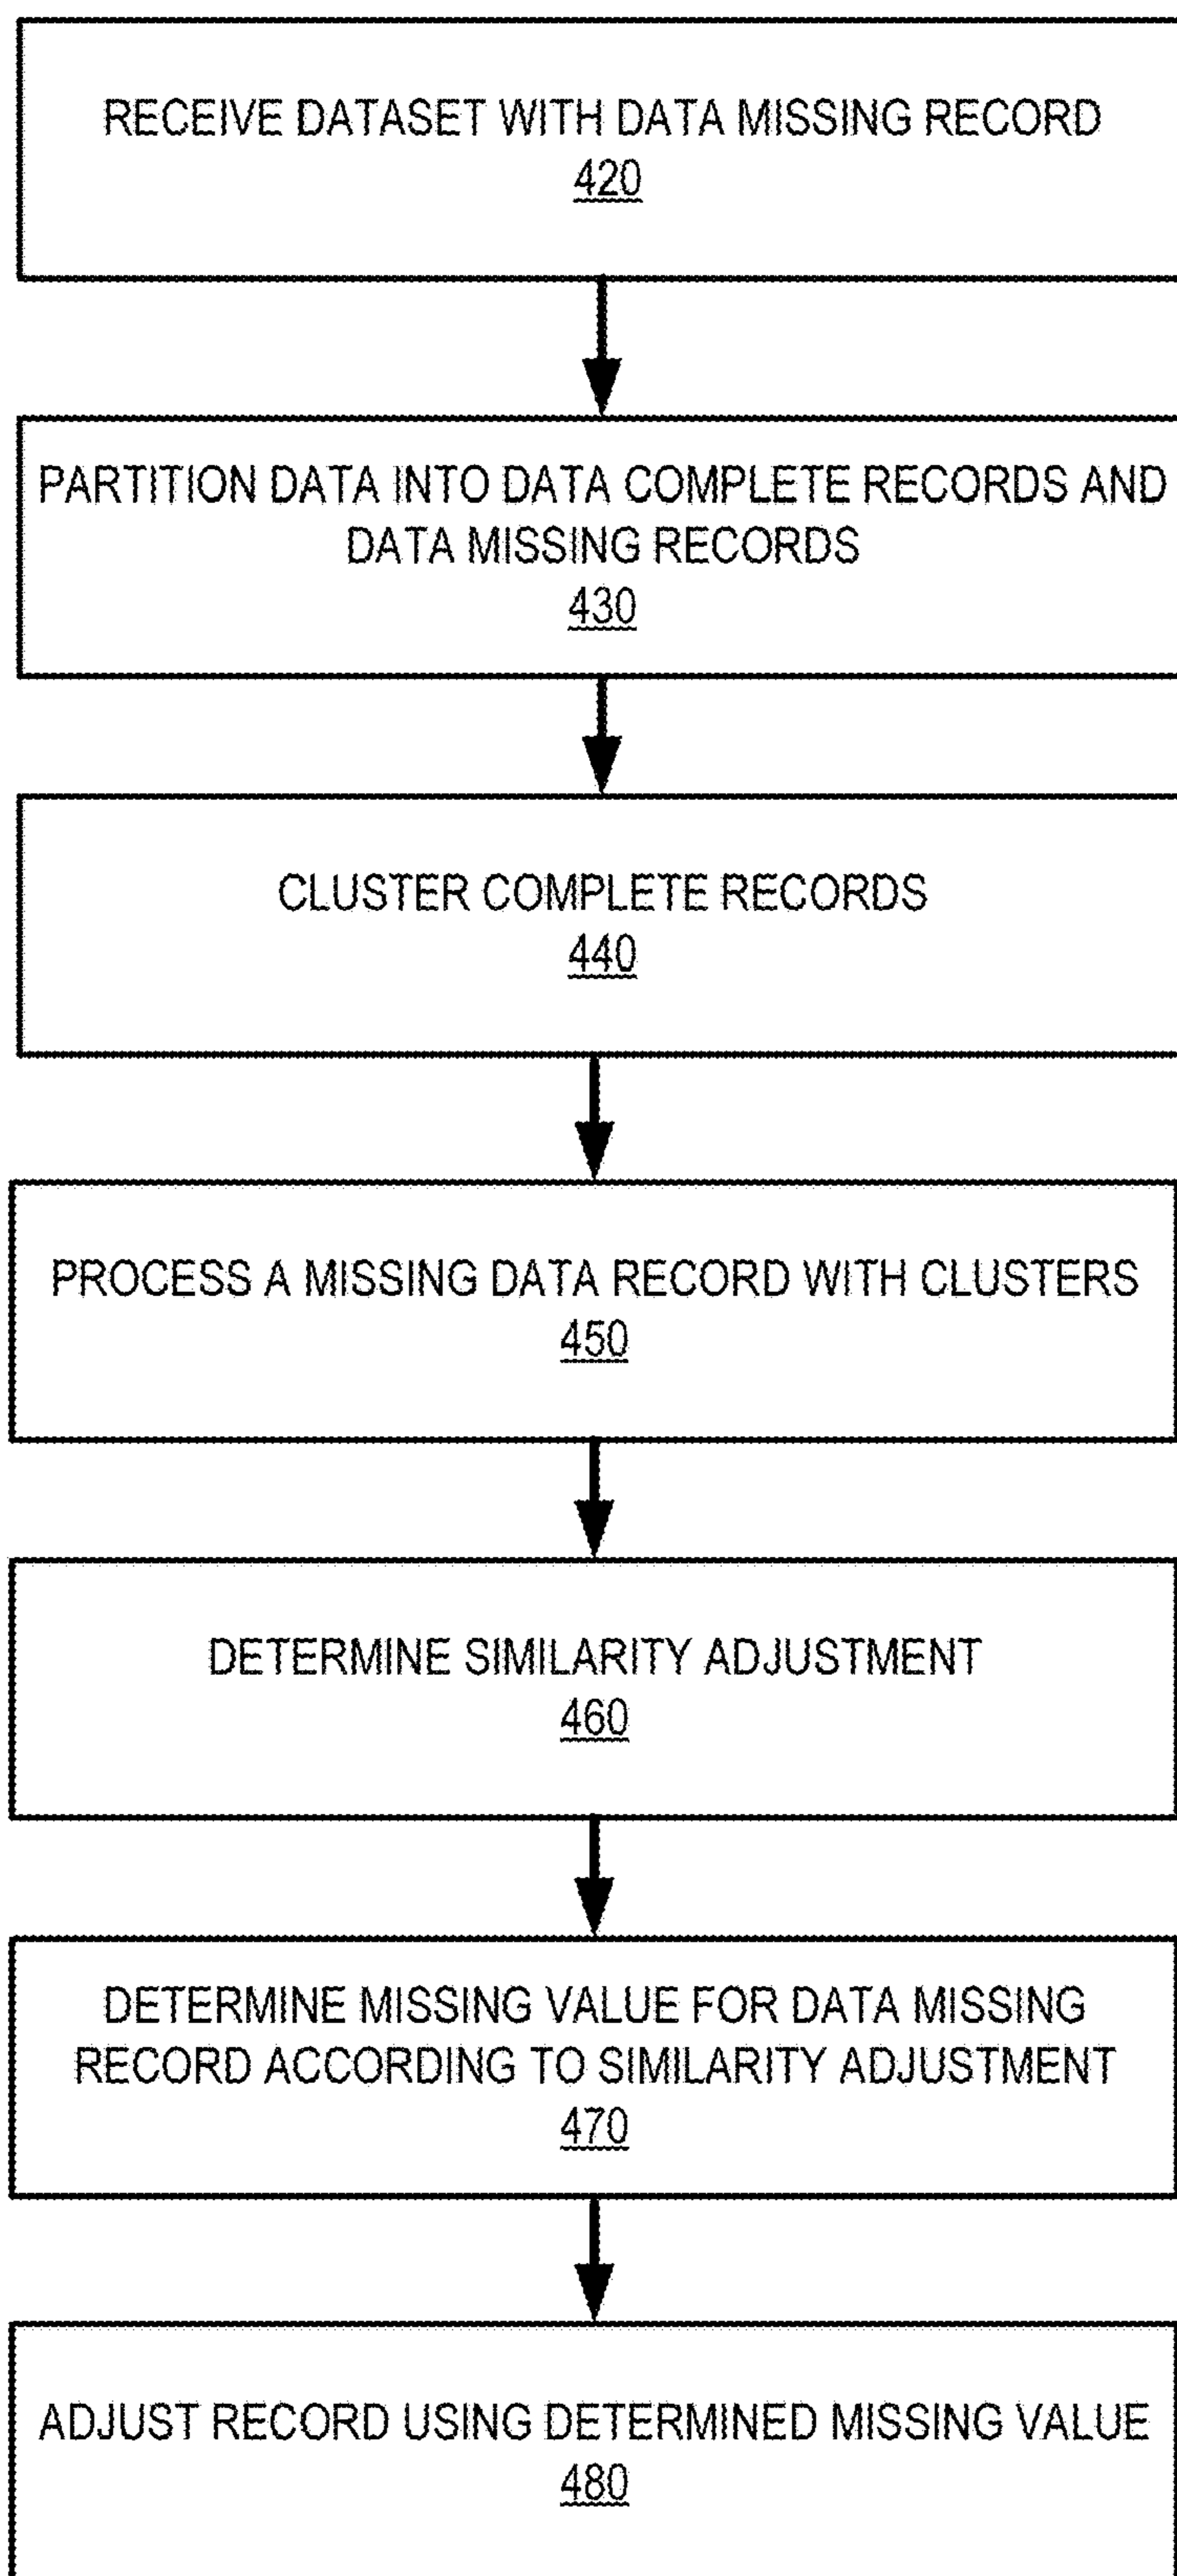 RECEIVE DATASET WITH DATA MISSING RECORD
420
PARTITION DATA INTO DATA COMPLETE RECORDS AND
DATA MISSING RECORDS
430
CLUSTER COMPLETE RECORDS
440
PROCESS A MISSING DATA RECORD WITH CLUSTERS
450
DETERMINE SIMILARITY ADJUSTMENT
460
DETERMINE MISSING VALUE FOR DATA MISSING
RECORD ACCORDING TO SIMILARITY ADJUSTMENT
470
ADJUST RECORD USING DETERMINED MISSING VALUE
480